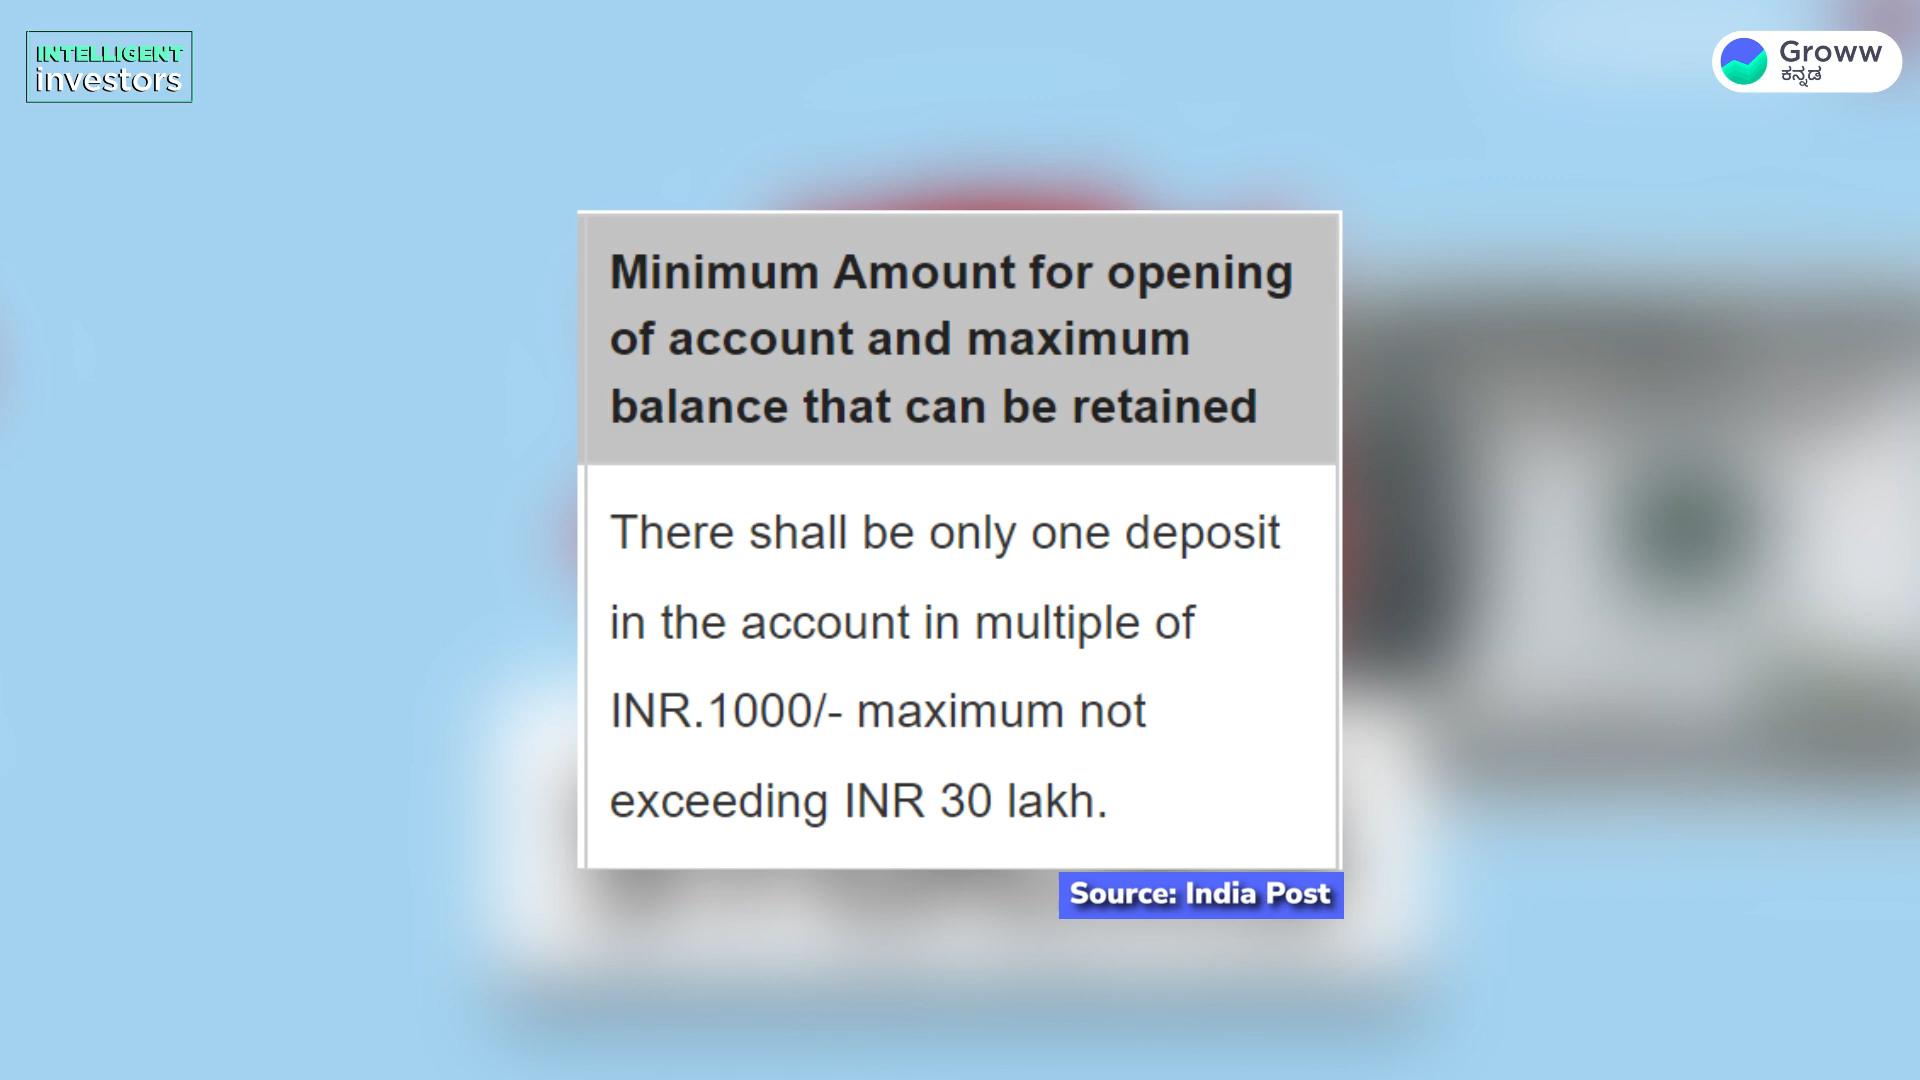 INTELLIGENT
investors
Groww
ಕನ್ನಡ
Minimum Amount for opening
of account and maximum
balance that can be retained
There shall be only one deposit
in the account in multiple of
INR.1000/- maximum not
exceeding INR 30 lakh.
Source: India Post